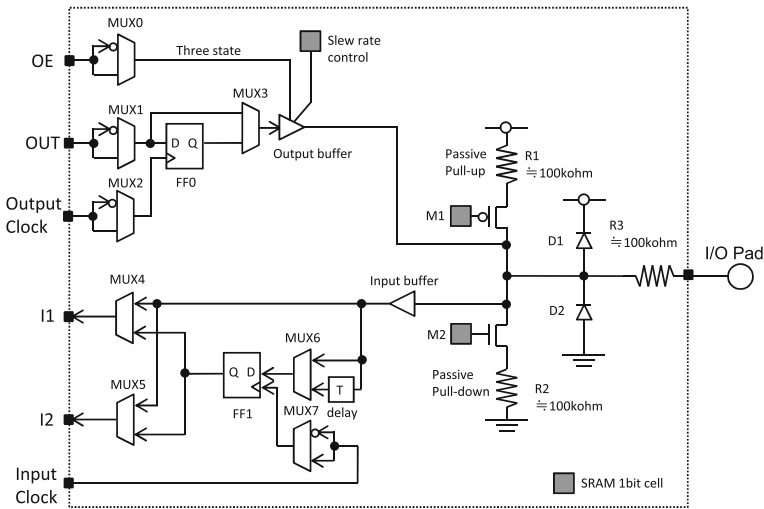 MUX0
OE
Three state
Slew rate
control
MUX1
MUX3
OUT
D Q
FF0
Output buffer
MUX2
Output
Clock
Passive
Pull-up
R1
≒100kohm
M1
D1
R3
≒100kohm
I/O Pad
MUX4
Input buffer
I1
D2
M2
MUX6
Q D
T
delay
FF1
MUX5
MUX7
I2
Passive
Pull-down
R2
≒100kohm
Input
Clock
SRAM 1bit cell